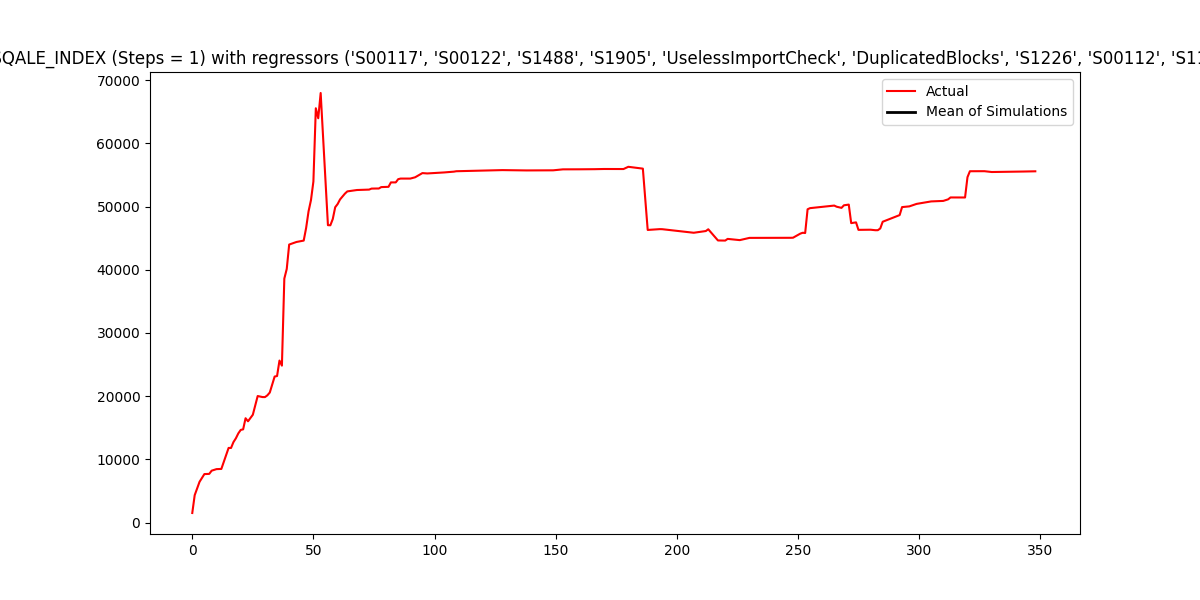 QALE_INDEX (Steps = 1) with regressors ('S00117', 'S00122', 'S1488', 'S1905', 'UselessImportCheck', 'DuplicatedBlocks', 'S1226', 'S00112', 'S11
Actual
Mean of Simulations
70000
60000
50000
40000
30000
20000
10000
0
0 50 100 150 200 250 300 350